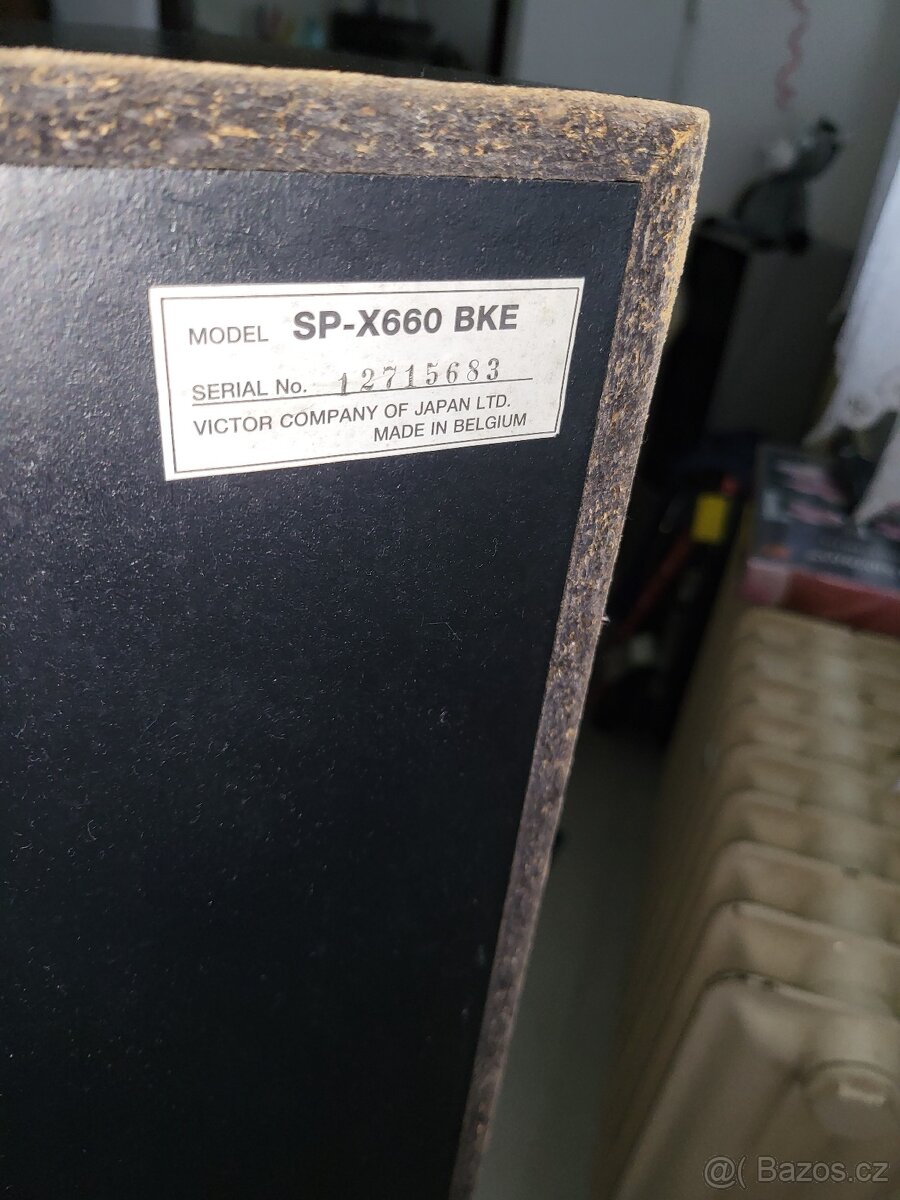 MODEL SP-X660 BKE
SERIAL No. 12715683
VICTOR COMPANY OF JAPAN LTD.
MADE IN BELGIUM
@( Bazos.cz